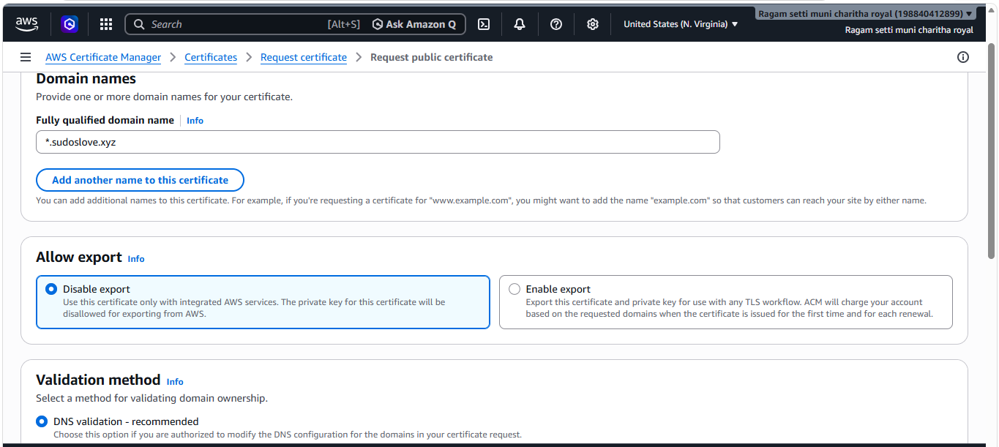 aws
Search [Alt+S] Ask Amazon Q United States (N. Virginia) ▼ Ragam setti muni charitha royal (198840412899) ▼
Ragam setti muni charitha royal
AWS Certificate Manager > Certificates > Request certificate > Request public certificate
Domain names
Provide one or more domain names for your certificate.
Fully qualified domain name | Info
*.sudoslove.xyz
Add another name to this certificate
You can add additional names to this certificate. For example, if you're requesting a certificate for "www.example.com", you might want to add the name "example.com" so that customers can reach your site by either name.
Allow export Info
Disable export
Use this certificate only with integrated AWS services. The private key for this certificate will be
disallowed for exporting from AWS.
Enable export
Export this certificate and private key for use with any TLS workflow. ACM will charge your account
based on the requested domains when the certificate is issued for the first time and for each renewal.
Validation method Info
Select a method for validating domain ownership.
DNS validation - recommended
Choose this option if you are authorized to modify the DNS configuration for the domains in your certificate request.